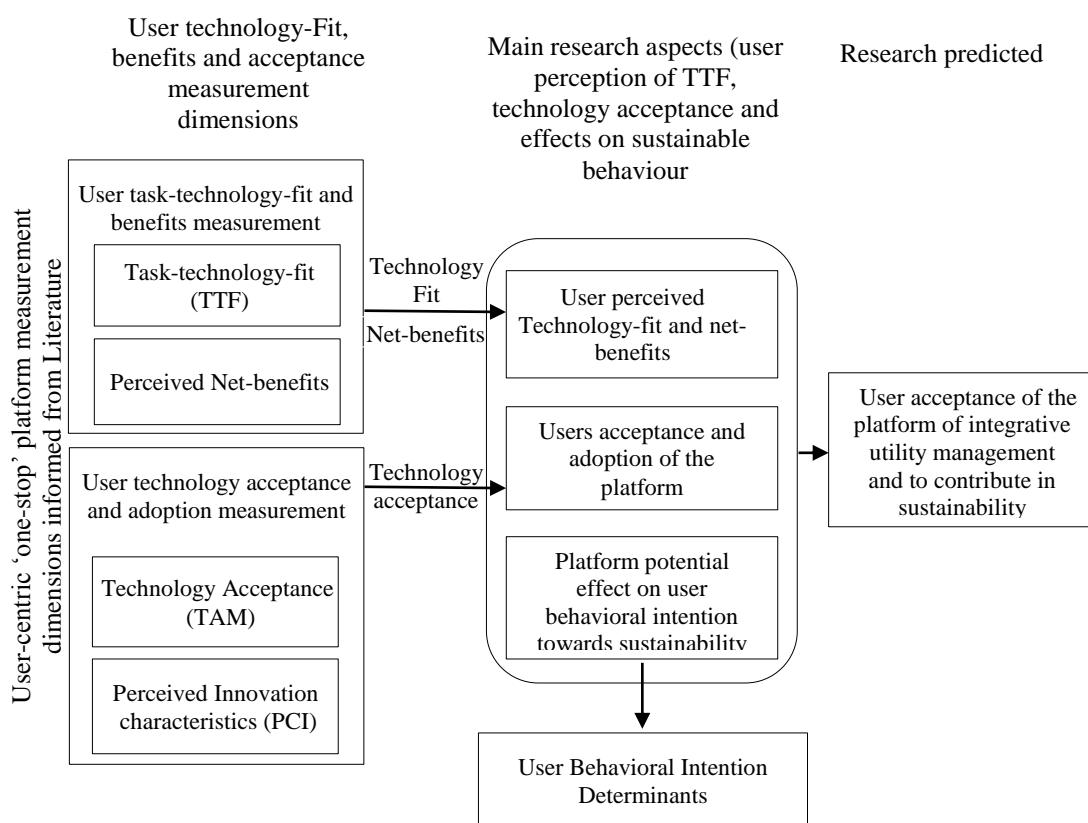 User technology-Fit,
benefits and acceptance
measurement
dimensions
Main research aspects (user
perception of TTF,
technology acceptance and
effects on sustainable
behaviour
Research predicted
User-centric ‘one-stop’ platform measurement
dimensions informed from Literature
User task-technology-fit and
benefits measurement
Task-technology-fit
(TTF)
Perceived Net-benefits
Technology
Fit
Net-benefits
User perceived
Technology-fit and net-
benefits
User technology acceptance
and adoption measurement
Technology Acceptance
(TAM)
Perceived Innovation
characteristics (PCI)
Technology
acceptance
Users acceptance and
adoption of the
platform
Platform potential
effect on user
behavioral intention
towards sustainability
User acceptance of the
platform of integrative
utility management
and to contribute in
sustainability
User Behavioral Intention
Determinants